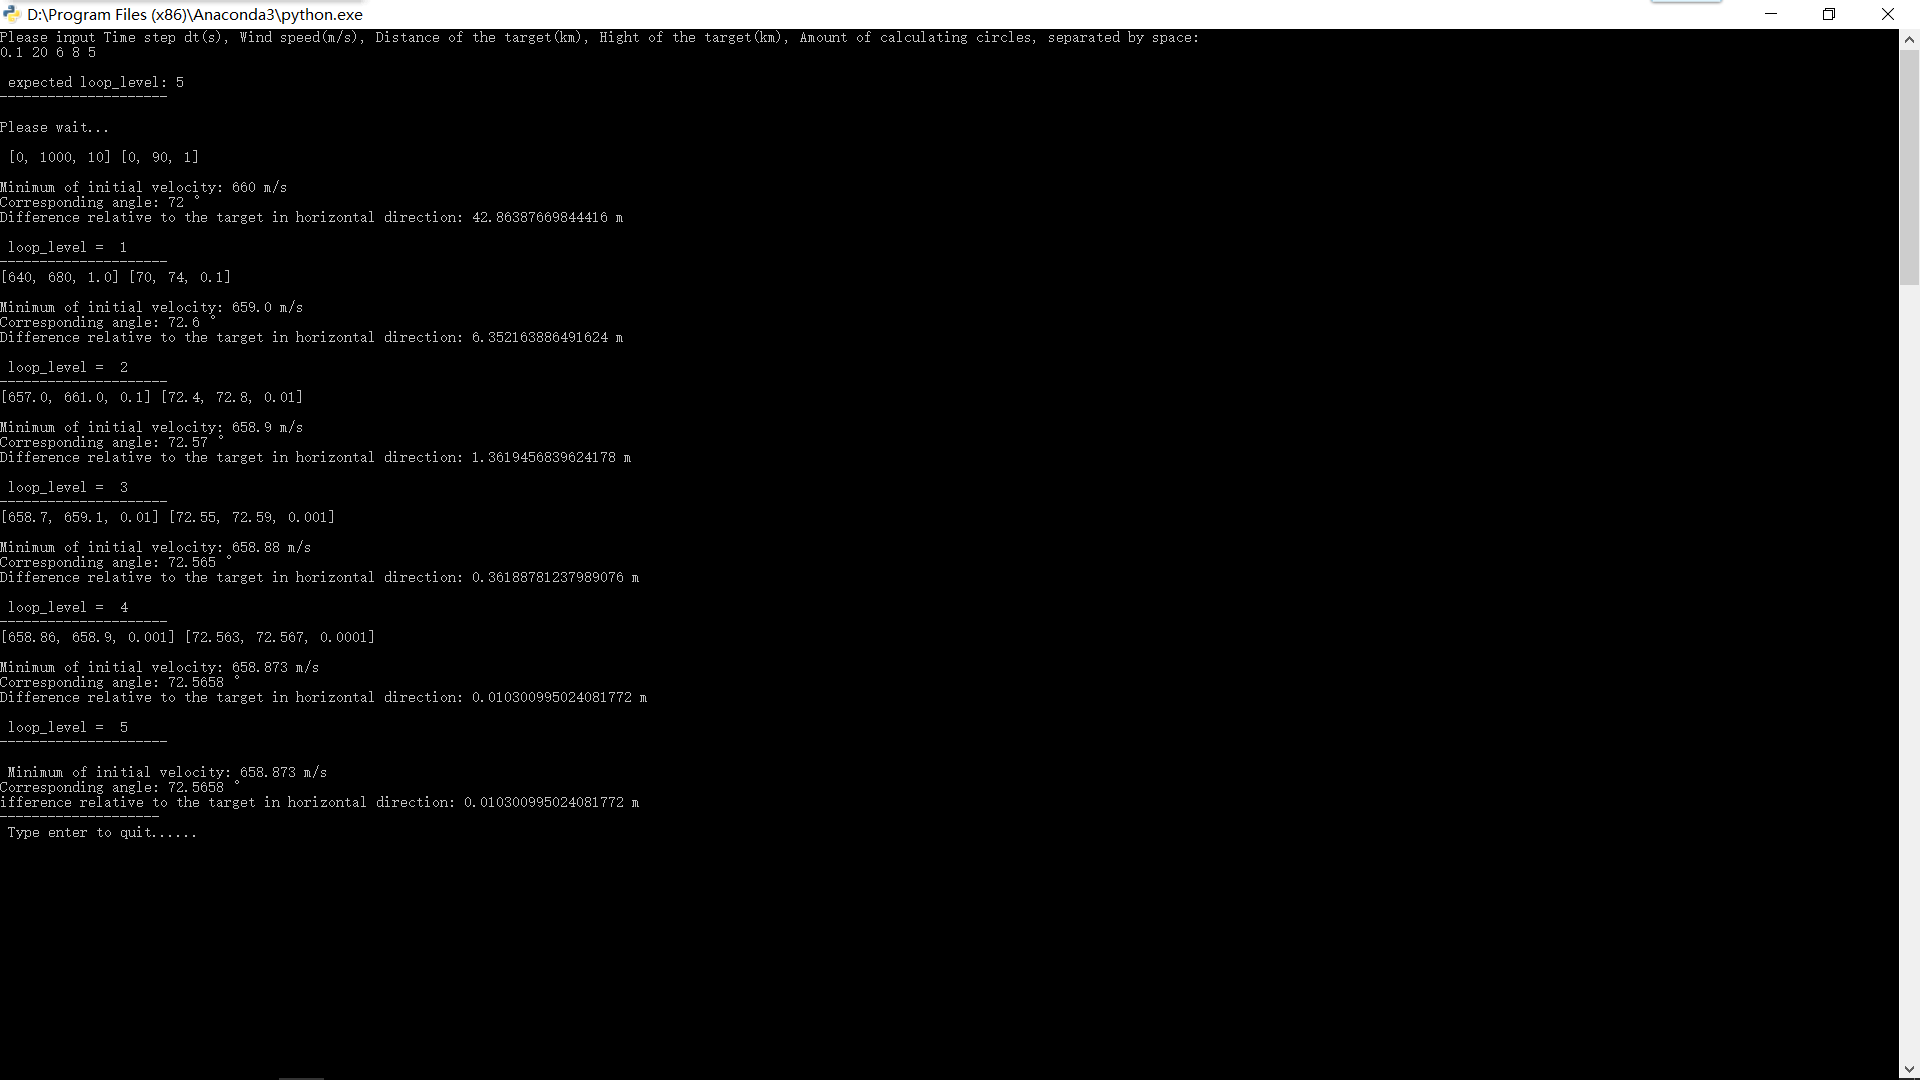 D:\Program Files (x86)\Anaconda3\python.exe
Please input Time step dt(s), Wind speed(m/s), Distance of the target(km), Hight of the target(km), Amount of calculating circles, separated by space:
0.1 20 6 8 5
expected loop_level: 5
---------------------
Please wait...
[0, 1000, 10] [0, 90, 1]
Minimum of initial velocity: 660 m/s
Corresponding angle: 72 °
Difference relative to the target in horizontal direction: 42.86387669844416 m
loop_level =  1
---------------------
[640, 680, 1.0] [70, 74, 0.1]
Minimum of initial velocity: 659.0 m/s
Corresponding angle: 72.6 °
Difference relative to the target in horizontal direction: 6.352163886491624 m
loop_level =  2
---------------------
[657.0, 661.0, 0.1] [72.4, 72.8, 0.01]
Minimum of initial velocity: 658.9 m/s
Corresponding angle: 72.57 °
Difference relative to the target in horizontal direction: 1.3619456839624178 m
loop_level =  3
---------------------
[658.7, 659.1, 0.01] [72.55, 72.59, 0.001]
Minimum of initial velocity: 658.88 m/s
Corresponding angle: 72.565 °
Difference relative to the target in horizontal direction: 0.36188781237989076 m
loop_level =  4
---------------------
[658.86, 658.9, 0.001] [72.563, 72.567, 0.0001]
Minimum of initial velocity: 658.873 m/s
Corresponding angle: 72.5658 °
Difference relative to the target in horizontal direction: 0.010300995024081772 m
loop_level =  5
---------------------
Minimum of initial velocity: 658.873 m/s
Corresponding angle: 72.5658 °
ifference relative to the target in horizontal direction: 0.010300995024081772 m
--------------------
Type enter to quit......